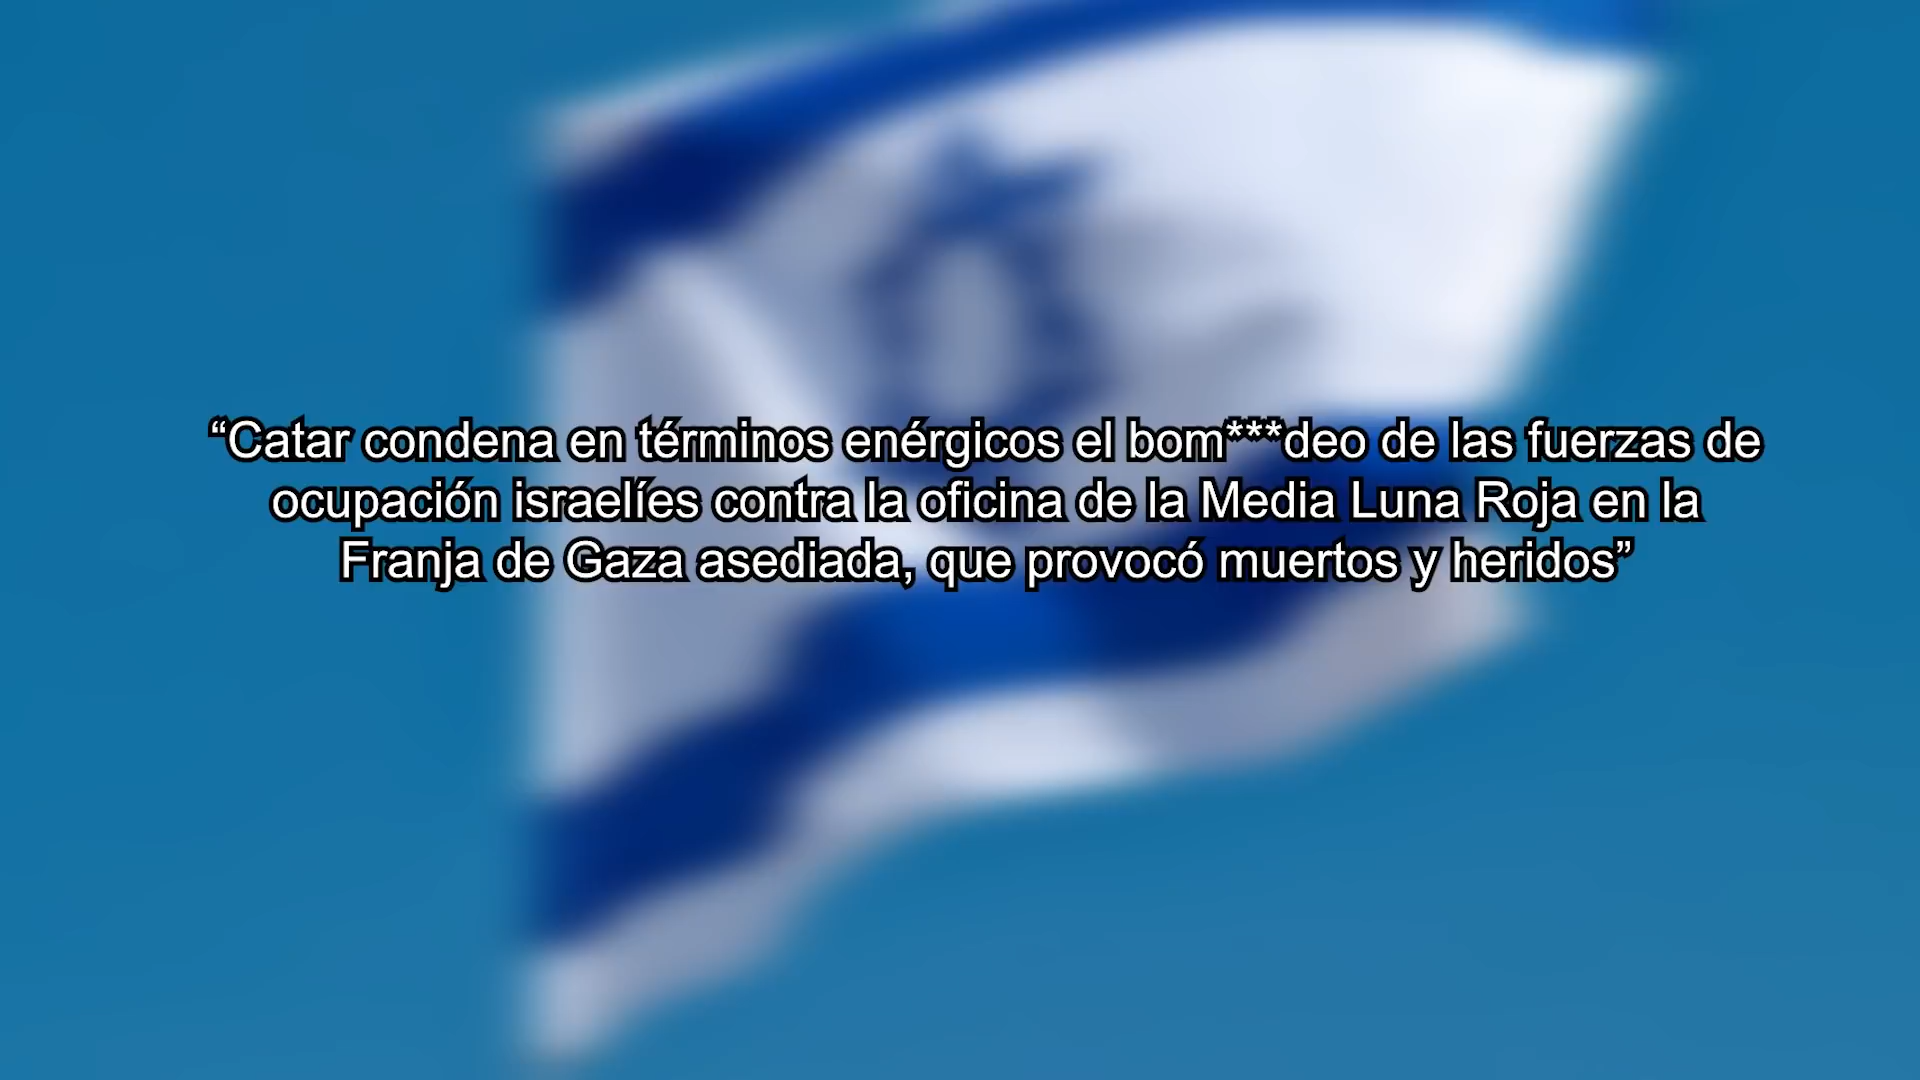 “Catar condena en términos enérgicos el bom***deo de las fuerzas de
ocupación israelíes contra la oficina de la Media Luna Roja en la
Franja de Gaza asediada, que provocó muertos y heridos”